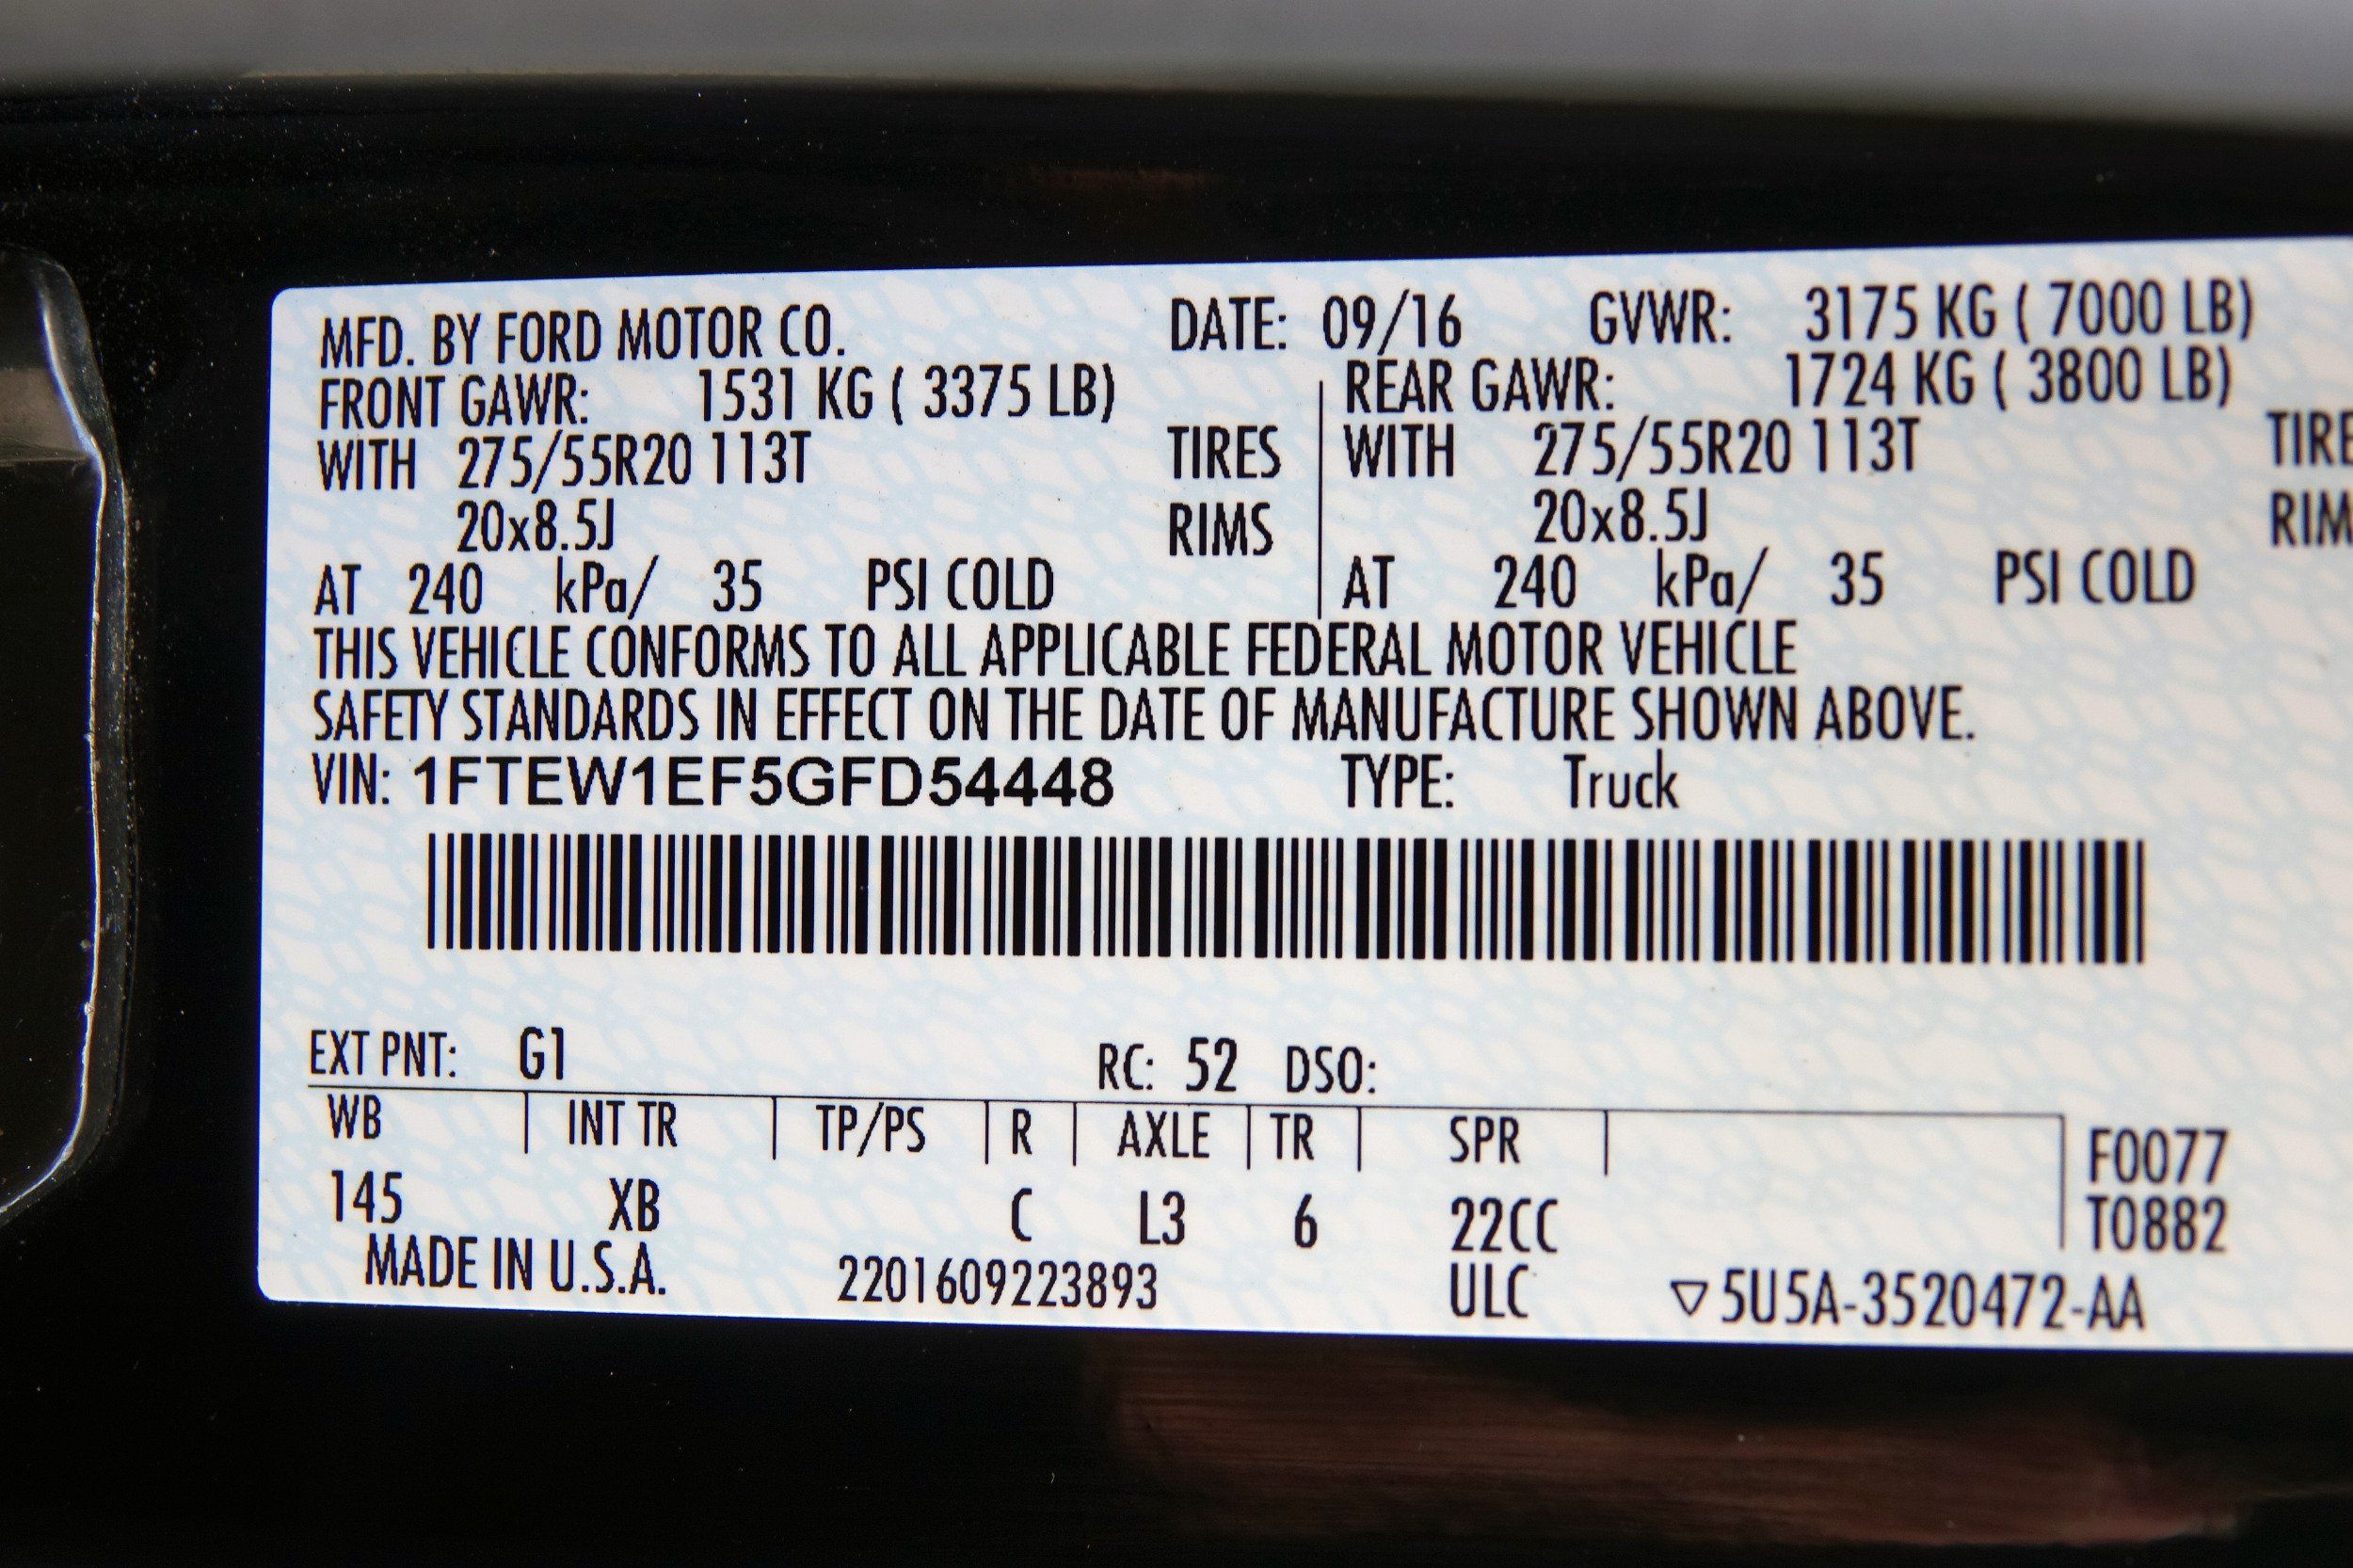 MFD. BY FORD MOTOR CO. DATE: 09/16 GVWR: 3175 KG ( 7000 LB)
FRONT GAWR: 1531 KG ( 3375 LB) REAR GAWR: 1724 KG ( 3800 LB)
WITH 275/55R20 113T TIRES WITH 275/55R20 113T TIRE
20x8.5J RIMS 20x8.5J RIM
AT 240 kPa/ 35 PSI COLD AT 240 kPa/ 35 PSI COLD
THIS VEHICLE CONFORMS TO ALL APPLICABLE FEDERAL MOTOR VEHICLE
SAFETY STANDARDS IN EFFECT ON THE DATE OF MANUFACTURE SHOWN ABOVE.
VIN: 1FTEW1EF5GFD54448 TYPE: Truck
EXT PNT: G1 RC: 52 DSO:
WB INT TR TP/PS R AXLE TR SPR F0077
145 XB C L3 6 22CC T0882
MADE IN U.S.A. 2201609223893 ULC ▽5U5A-3520472-AA